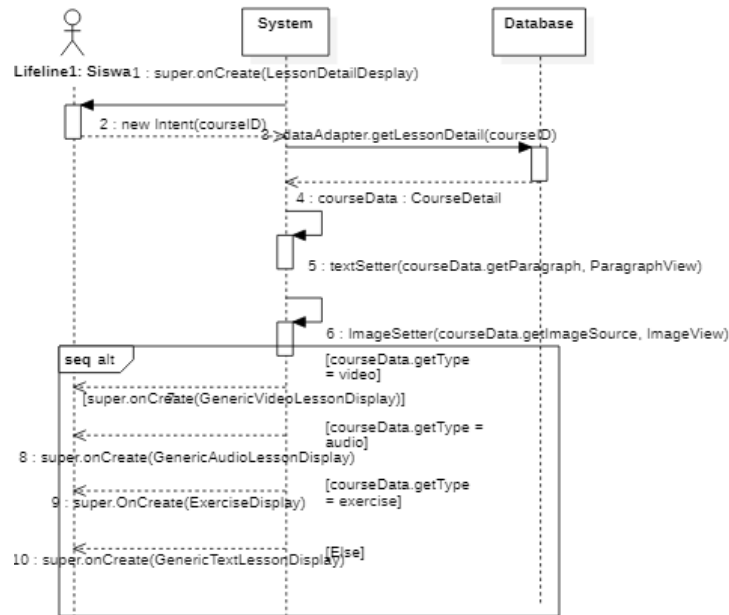 System
Database
Lifeline1: Siswa
1 : super.onCreate(LessonDetailDesplay)
2 : new Intent(courseID)
3 : dataAdapter.getLessonDetail(courseID)
4 : courseData : CourseDetail
5 : textSetter(courseData.getParagraph, ParagraphView)
6 : ImageSetter(courseData.getImageSource, ImageView)
seq alt
[courseData.getType
= video]
[super.onCreate(GenericVideoLessonDisplay)]
[courseData.getType =
audio]
8 : super.onCreate(GenericAudioLessonDisplay)
[courseData.getType
= exercise]
9 : super.OnCreate(ExerciseDisplay)
[Else]
10 : super.onCreate(GenericTextLessonDisplay)